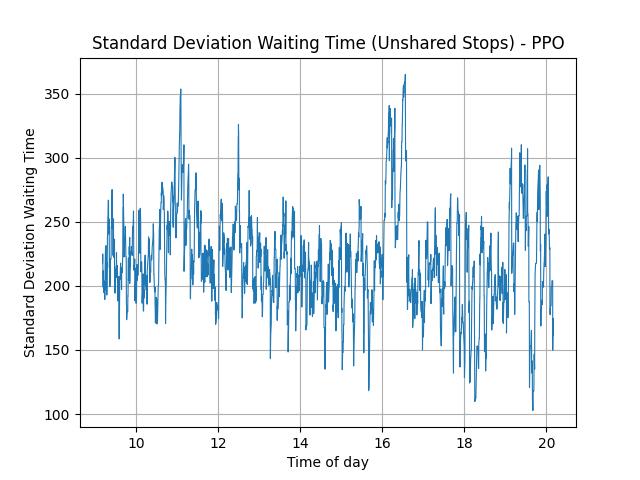 Standard Deviation Waiting Time (Unshared Stops) - PPO
Standard Deviation Waiting Time
350
300
250
200
150
100
10 12 14 16 18 20
Time of day